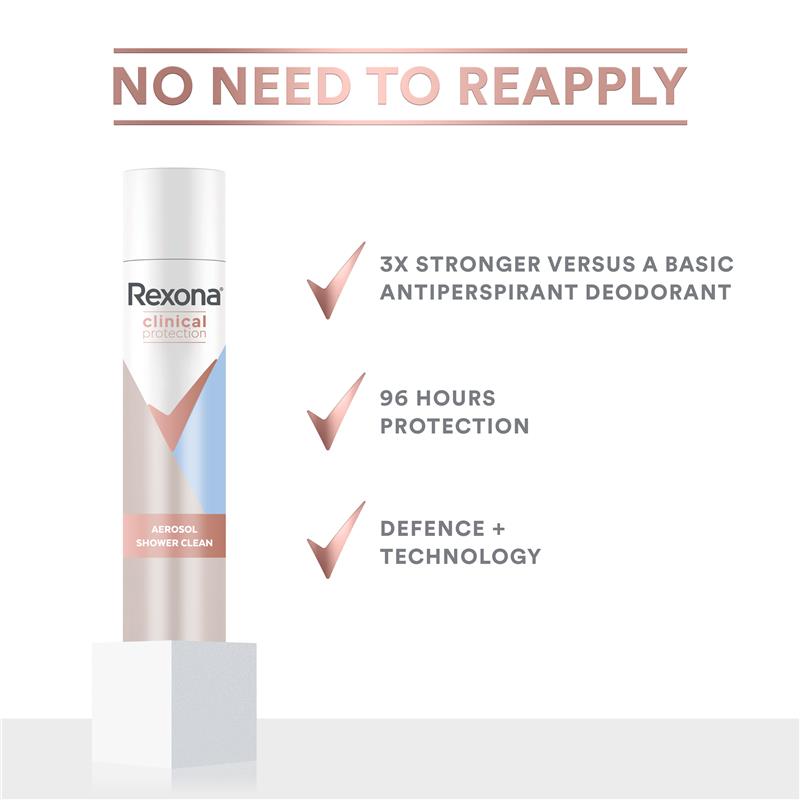 NO NEED TO REAPPLY
Rexona®
clinical
protection
AEROSOL
SHOWER CLEAN
3X STRONGER VERSUS A BASIC
ANTIPERSPIRANT DEODORANT
96 HOURS
PROTECTION
DEFENCE +
TECHNOLOGY